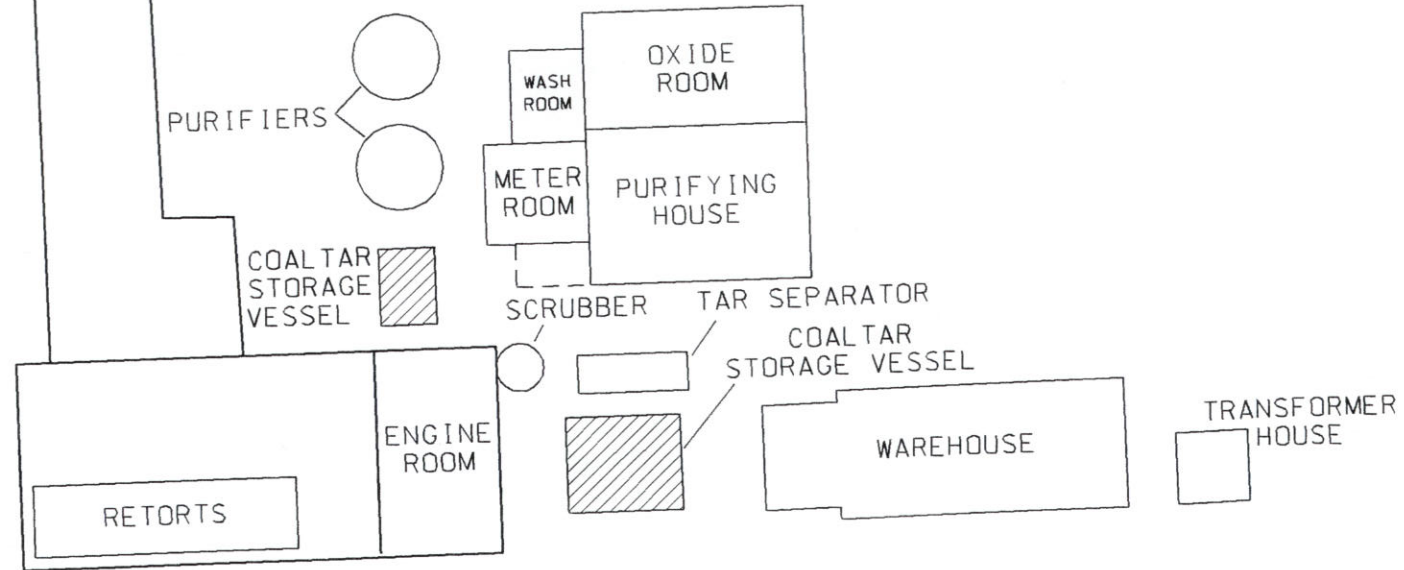 OXIDE
ROOM
WASH
ROOM
PURIFIERS
METER
ROOM
PURIFYING
HOUSE
COALTAR
STORAGE
VESSEL
SCRUBBER
TAR SEPARATOR
COALTAR
STORAGE VESSEL
ENGINE
ROOM
WAREHOUSE
TRANSFORMER
HOUSE
RETORTS